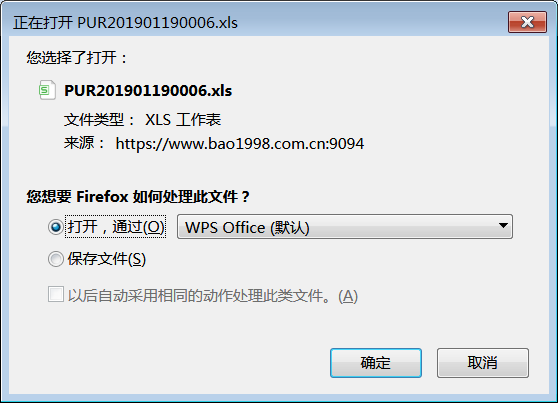 正在打开 PUR201901190006.xls
您选择了打开：
PUR201901190006.xls
文件类型： XLS 工作表
来源： https://www.bao1998.com.cn:9094
您想要 Firefox 如何处理此文件？
打开，通过(O) WPS Office (默认)
保存文件(S)
以后自动采用相同的动作处理此类文件。(A)
确定 取消